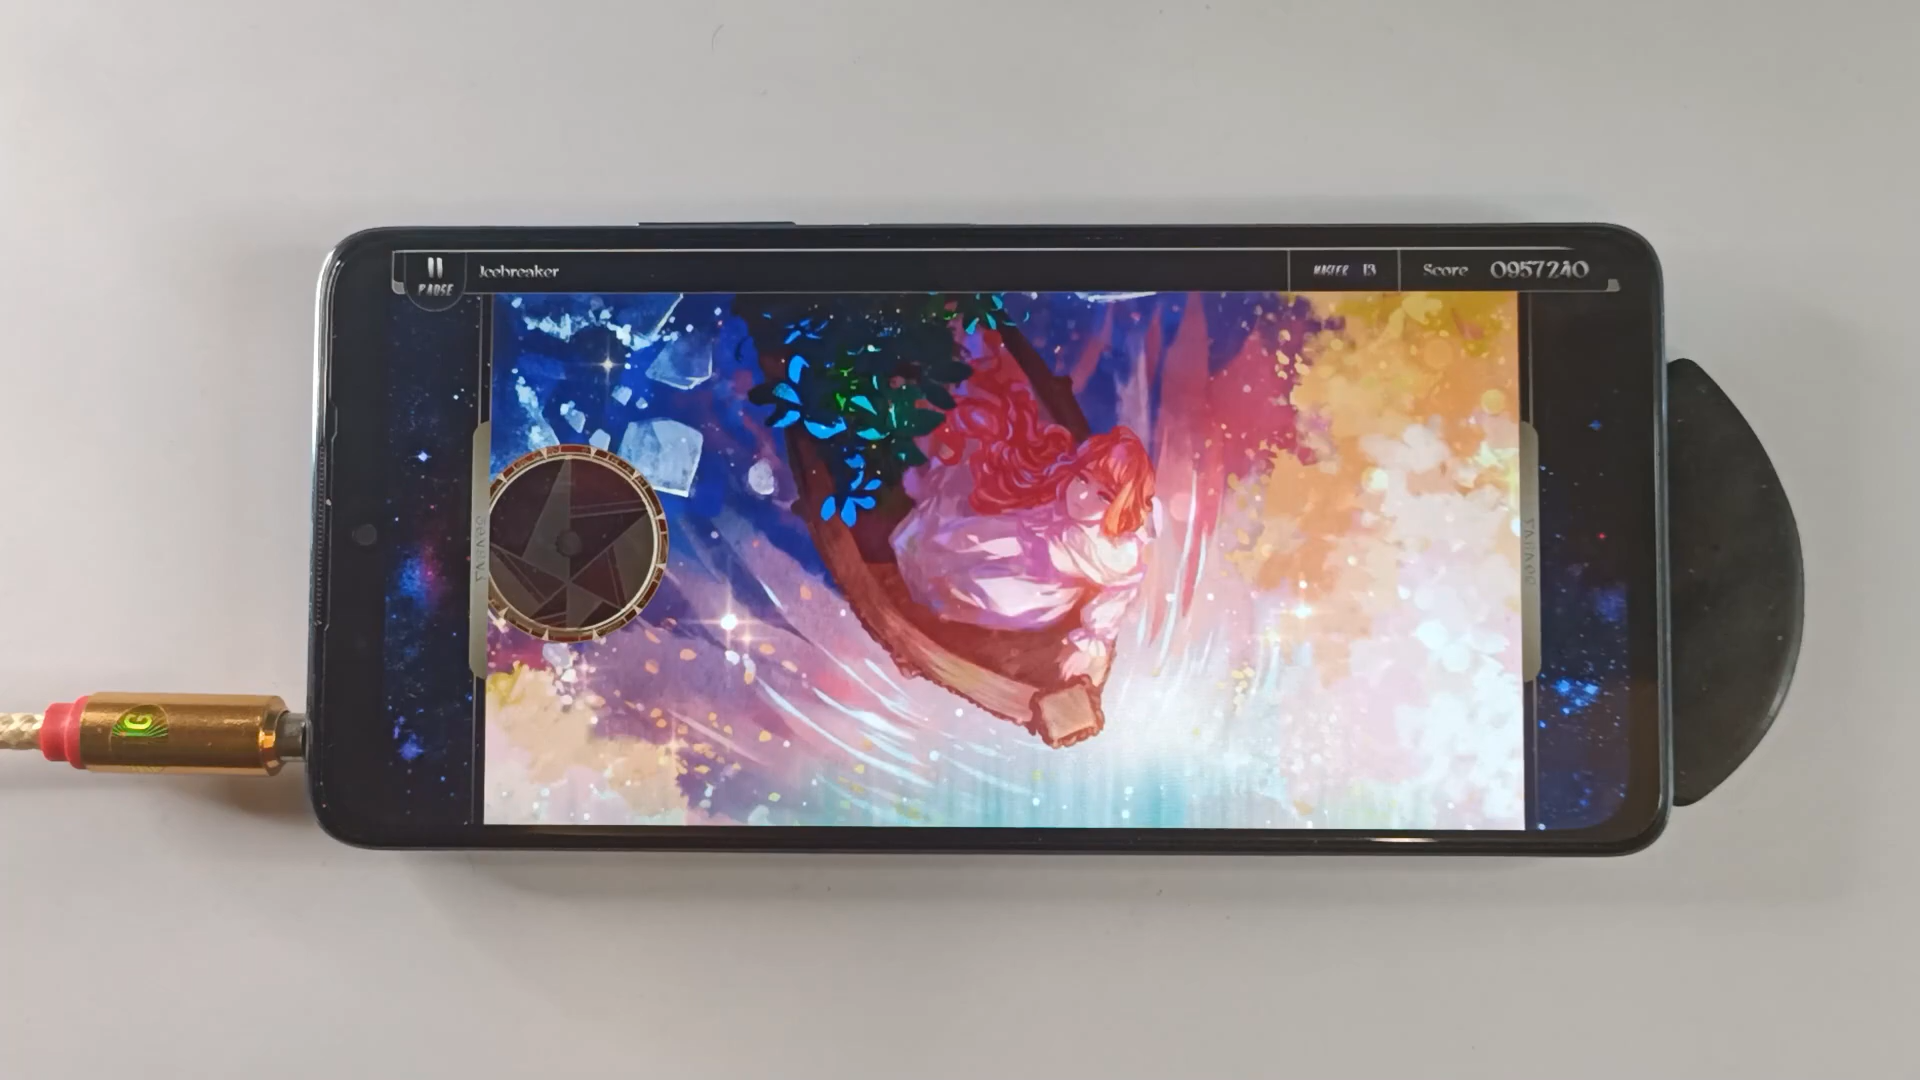 PAUSE
Icebreaker
MASTER 13
Score 0957240
G